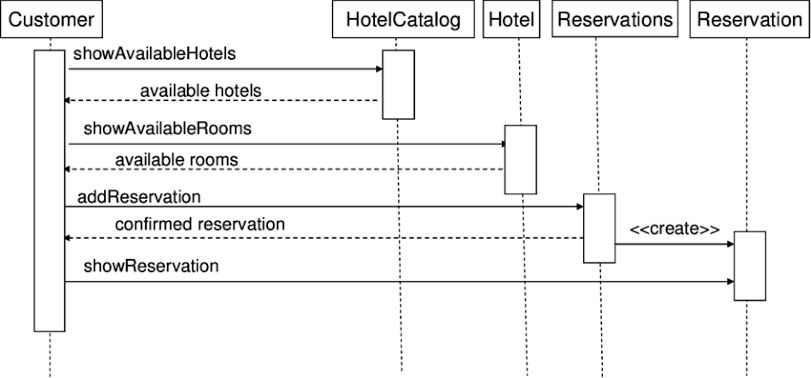 Customer
HotelCatalog
Hotel
Reservations
Reservation
showAvailableHotels
available hotels
showAvailableRooms
available rooms
addReservation
confirmed reservation
<<create>>
showReservation